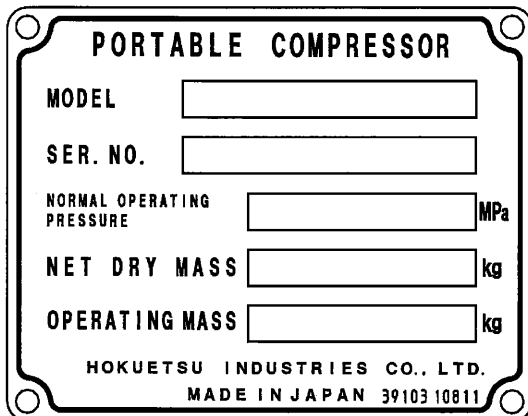 PORTABLE COMPRESSOR
MODEL
SER. NO.
NORMAL OPERATING
PRESSURE
MPa
NET DRY MASS
kg
OPERATING MASS
kg
HOKUETSU INDUSTRIES CO., LTD.
MADE IN JAPAN 39103 10811